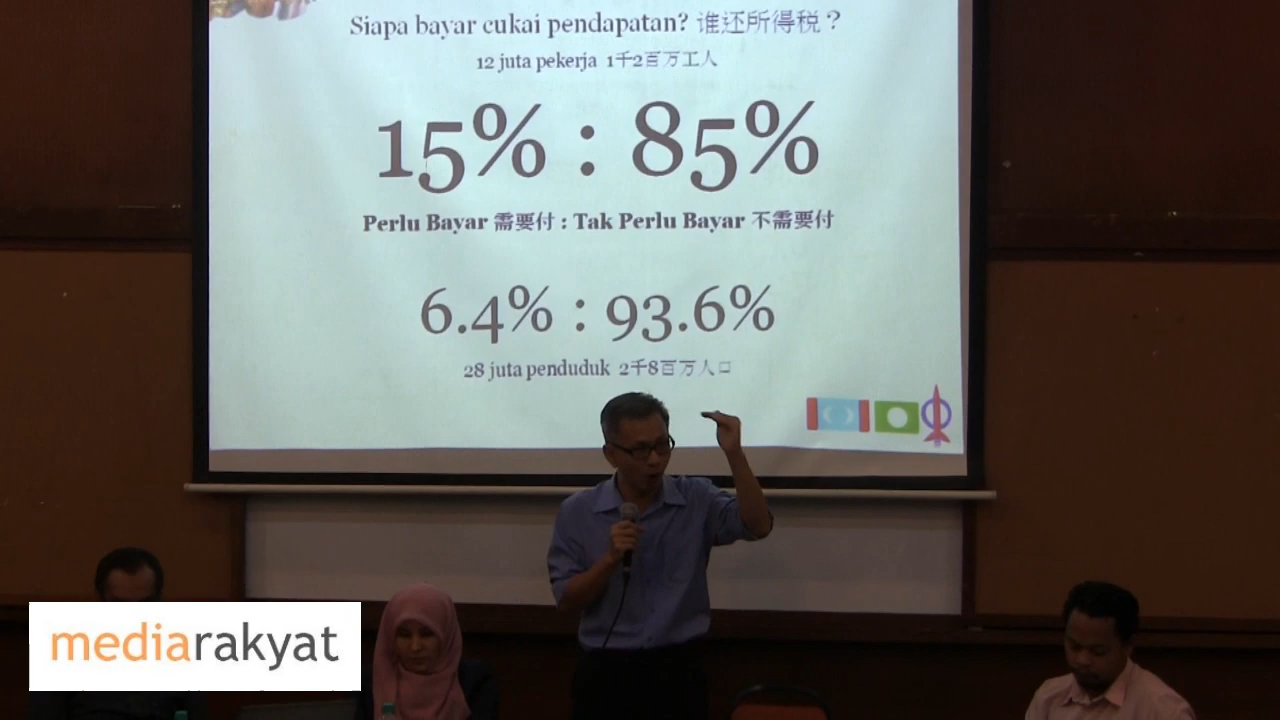 Siapa bayar cukai pendapatan? 谁还所得税？
12 juta pekerja 1千2百万工人
15% : 85%
Perlu Bayar 需要付 : Tak Perlu Bayar 不需要付
6.4% : 93.6%
28 juta penduduk 2千8百万人口
mediarakyat